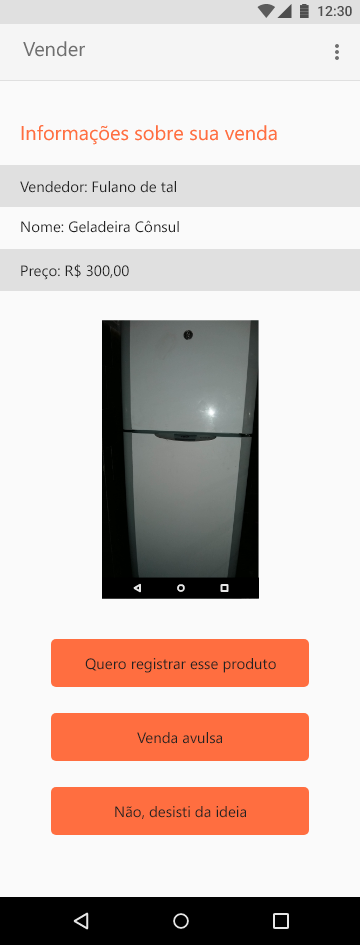 12:30
Vender
Informações sobre sua venda
Vendedor: Fulano de tal
Nome: Geladeira Cônsul
Preço: R$ 300,00
Quero registrar esse produto
Venda avulsa
Não, desisti da ideia